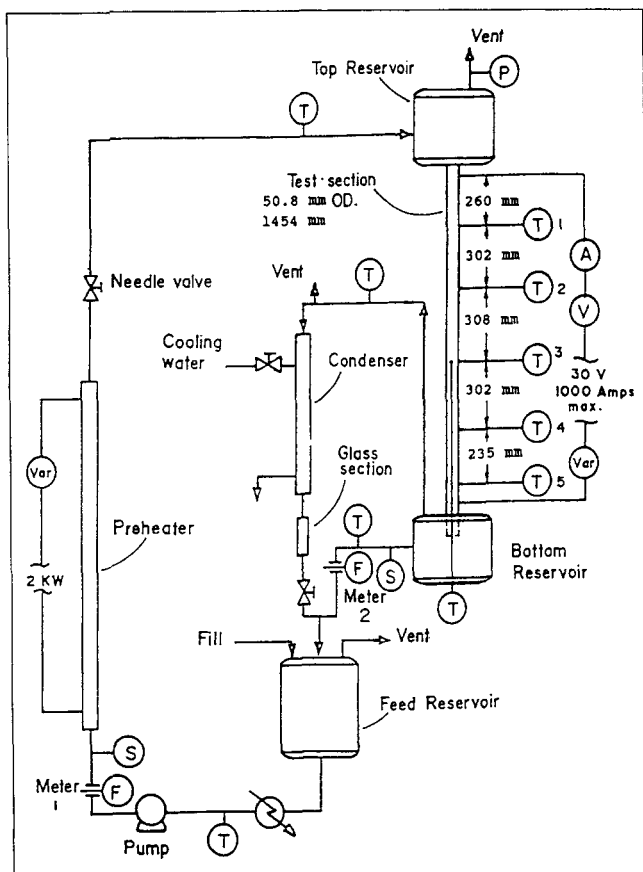 Vent
P
Top Reservoir
T
Test-section
50.8 mm OD.
1454 mm
260 mm
T 1
302 mm
A
T 2
Needle valve
Vent
T
308 mm
V
Cooling
water
Condenser
T 3
30 V
1000 Amps
max.
302 mm
T 4
Var
Glass
section
235 mm
Var
T 5
Preheater
T
2 KW
F
S
Meter
2
Bottom
Reservoir
T
Fill
Vent
Feed Reservoir
S
Meter
1
F
T
Pump